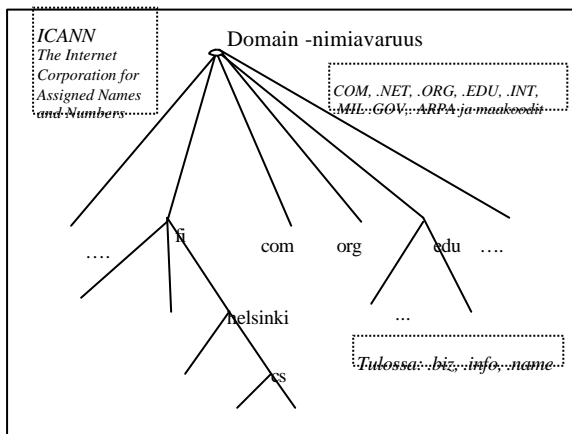 ICANN
The Internet
Corporation for
Assigned Names
and Numbers
Domain -nimiavaruus
COM, .NET, .ORG, .EDU, .INT,
.MIL .GOV,. ARPA ja maakoodit
….
fi
com
org
edu
….
helsinki
...
cs
Tulossa: .biz, .info, .name